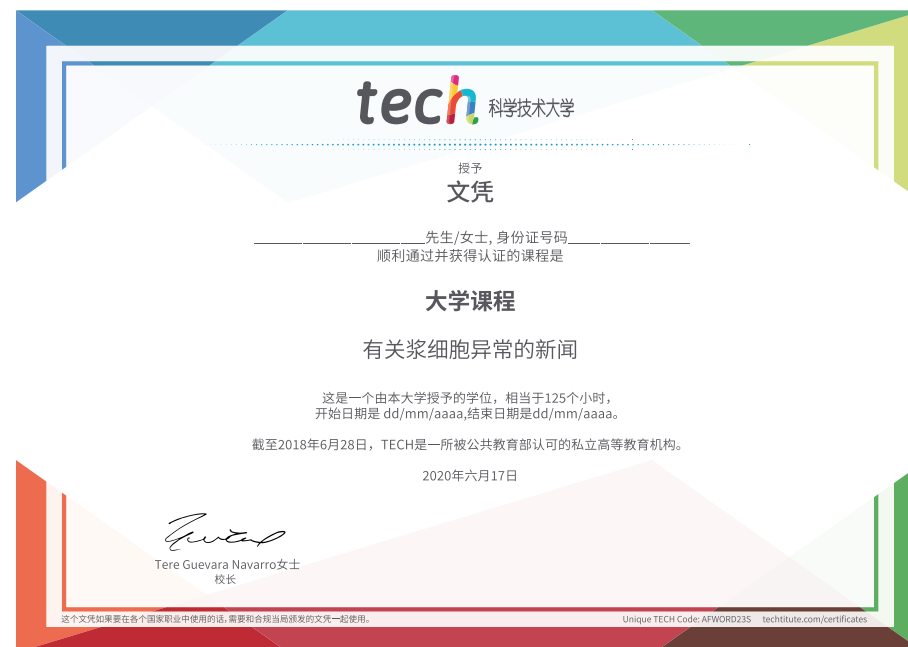 tech 科学技术大学
授予
文凭
先生/女士, 身份证号码
顺利通过并获得认证的课程是
大学课程
有关浆细胞异常的新闻
这是一个由本大学授予的学位，相当于125个小时，
开始日期是 dd/mm/aaaa,结束日期是dd/mm/aaaa。
截至2018年6月28日，TECH是一所被公共教育部认可的私立高等教育机构。
2020年六月17日
Tere Guevara Navarro女士
校长
这个文凭如果要在各个国家职业中使用的话, 需要和合规当局颁发的文凭一起使用。
Unique TECH Code: AFWORD23S techtitute.com/certificates